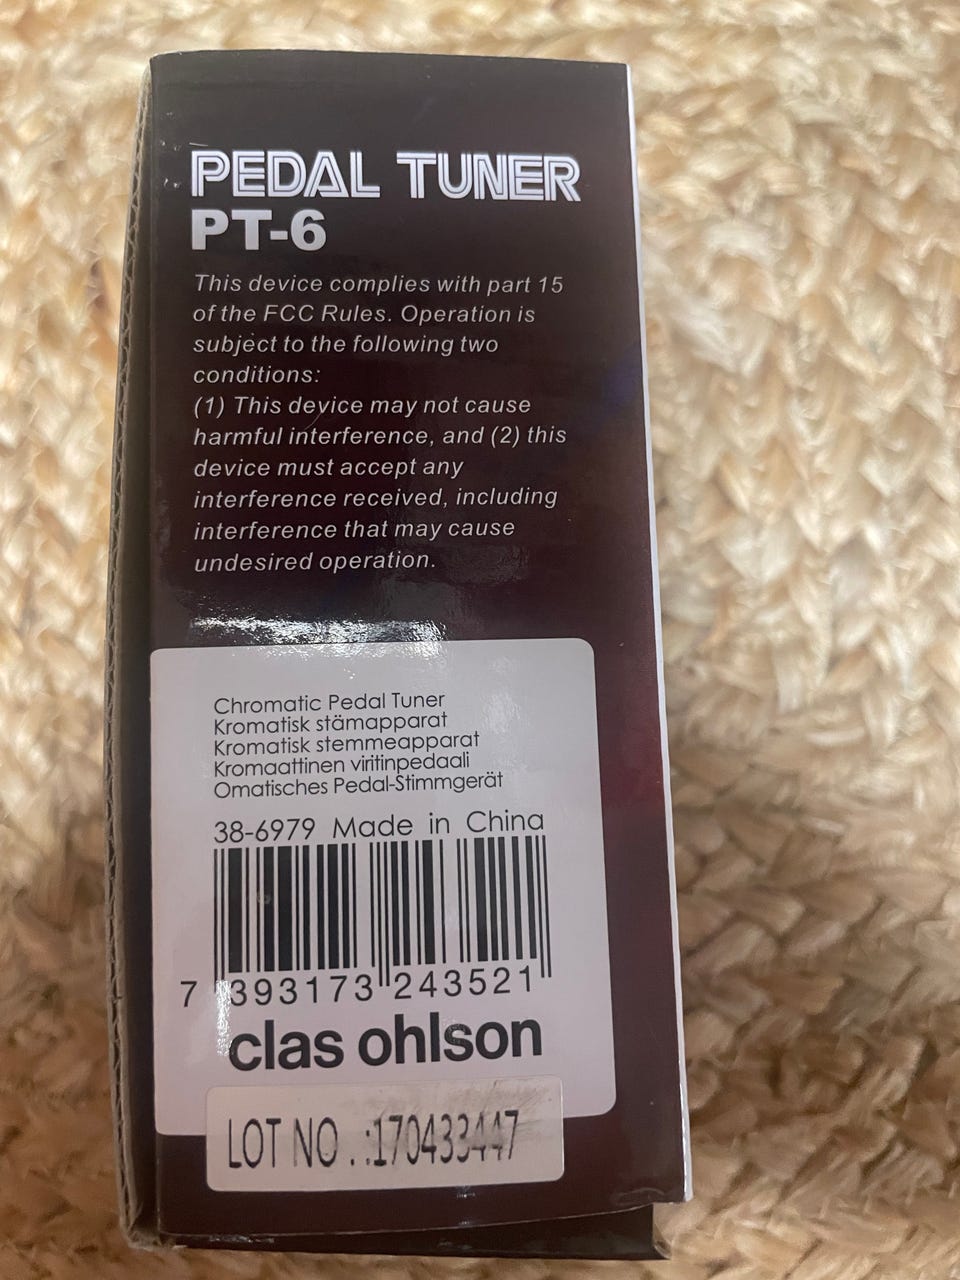 PEDAL TUNER
PT-6
This device complies with part 15
of the FCC Rules. Operation is
subject to the following two
conditions:
(1) This device may not cause
harmful interference, and (2) this
device must accept any
interference received, including
interference that may cause
undesired operation.
Chromatic Pedal Tuner
Kromatisk stämapparat
Kromatisk stemmeapparat
Kromaattinen viritinpedaali
Omatisches Pedal-Stimmgerät
38-6979 Made in China
7 393173 243521
clas ohlson
LOT NO .:170433447